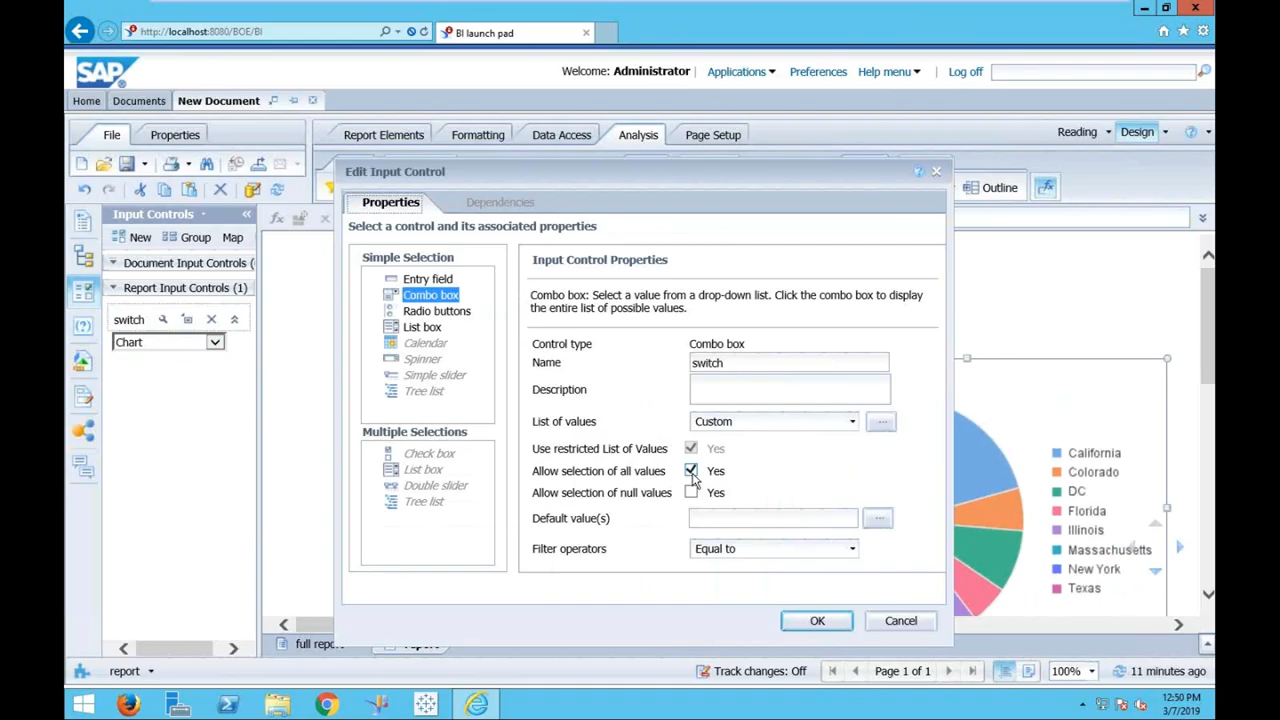 http://localhost:8080/BOE/BI
BI launch pad
SAP
Welcome: Administrator
Applications
Preferences
Help menu
Log off
Home
Documents
New Document
File
Properties
Report Elements
Formatting
Data Access
Analysis
Page Setup
Reading
Design
Edit Input Control
Outline
Properties
Dependencies
Input Controls
New
Group
Map
Document Input Controls (
Report Input Controls (1)
switch
Chart
Select a control and its associated properties
Simple Selection
Entry field
Combo box
Radio buttons
List box
Calendar
Spinner
Simple slider
Tree list
Multiple Selections
Check box
List box
Double slider
Tree list
Input Control Properties
Combo box: Select a value from a drop-down list. Click the combo box to display
the entire list of possible values.
Control type Combo box
Name switch
Description
List of values Custom ...
Use restricted List of Values Yes
Allow selection of all values Yes
Allow selection of null values Yes
Default value(s) ...
Filter operators Equal to
OK
Cancel
California
Colorado
DC
Florida
Illinois
Massachusetts
New York
Texas
full repo
report
Track changes: Off
Page 1 of 1
100%
11 minutes ago
12:50 PM
3/7/2019